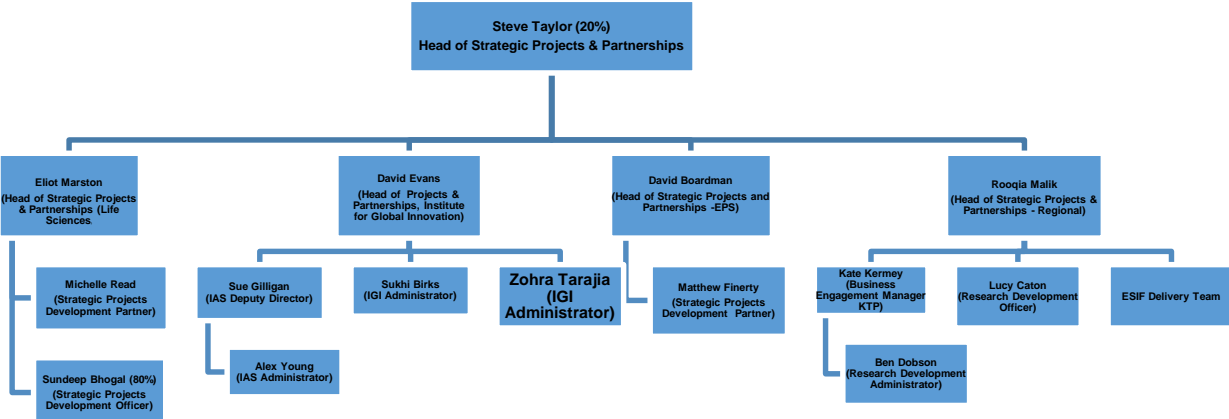 Steve Taylor (20%)
Head of Strategic Projects & Partnerships
Eliot Marston
(Head of Strategic Projects
& Partnerships (Life
Sciences
David Evans
(Head of Projects &
Partnerships, Institute
for Global Innovation)
David Boardman
(Head of Strategic Projects and
Partnerships -EPS)
Rooqia Malik
(Head of Strategic Projects &
Partnerships - Regional)
Michelle Read
(Strategic Projects
Development Partner)
Sundeep Bhogal (80%)
(Strategic Projects
Development Officer)
Sue Gilligan
(IAS Deputy Director)
Alex Young
(IAS Administrator)
Sukhi Birks
(IGI Administrator)
Zohra Tarajia
(IGI
Administrator)
Matthew Finerty
(Strategic Projects
Development Partner)
Kate Kermey
(Business
Engagement Manager
KTP)
Ben Dobson
(Research Development
Administrator)
Lucy Caton
(Research Development
Officer)
ESIF Delivery Team